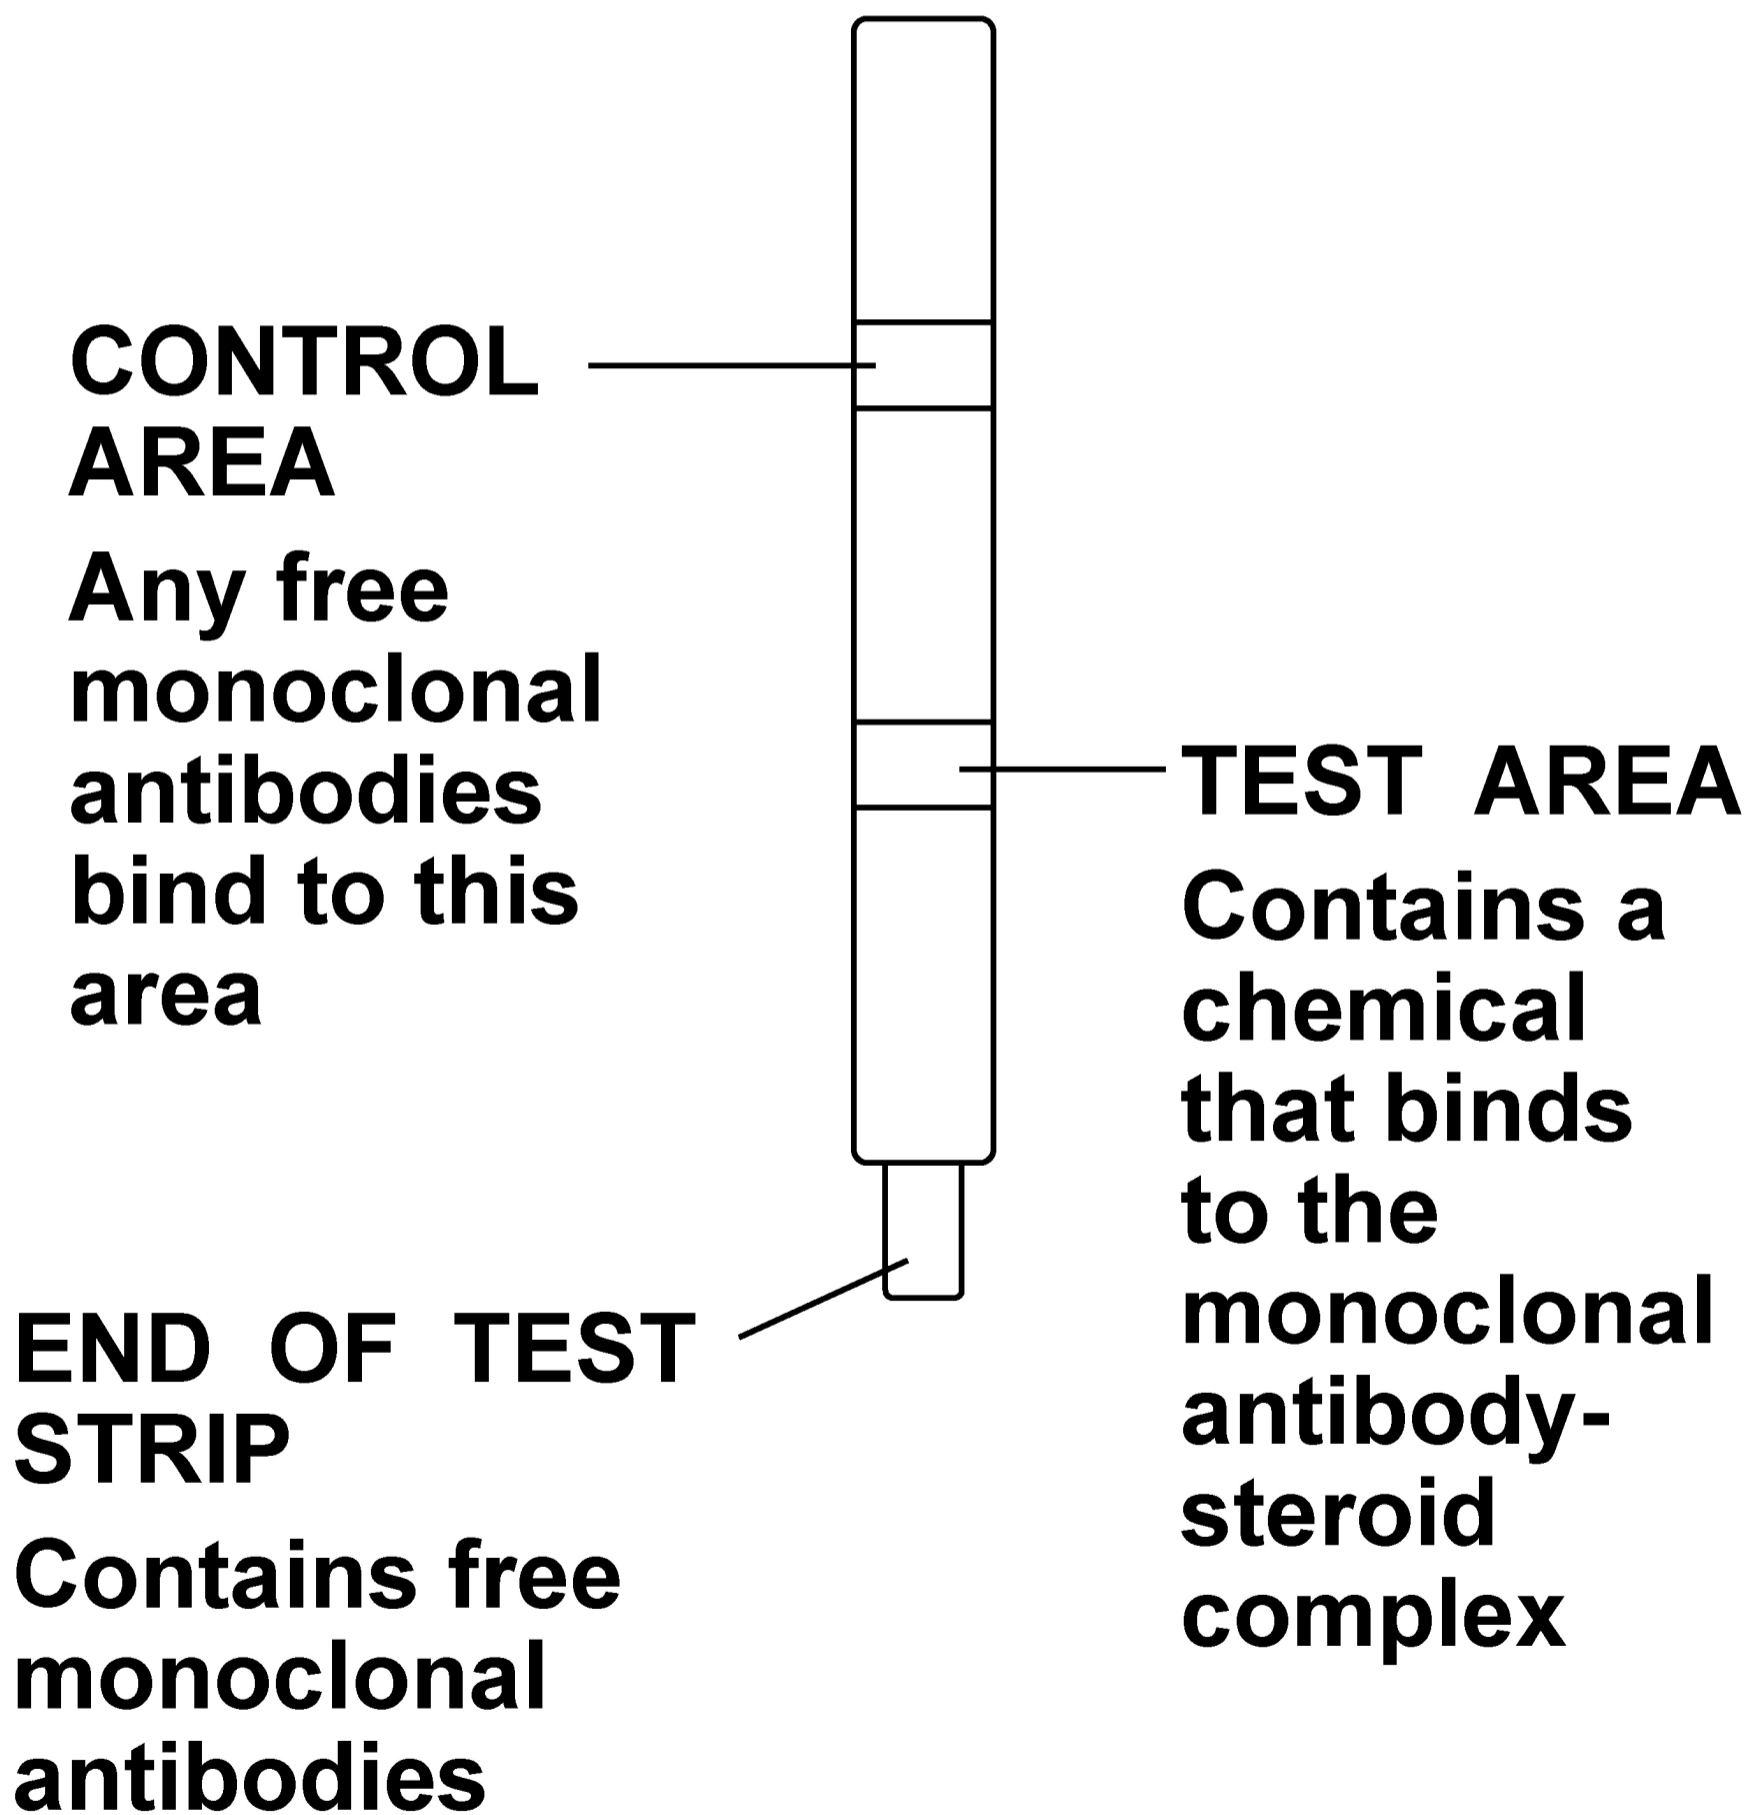 CONTROL
AREA
Any free
monoclonal
antibodies
bind to this
area
TEST AREA
Contains a
chemical
that binds
to the
monoclonal
antibody-
steroid
complex
END OF TEST
STRIP
Contains free
monoclonal
antibodies